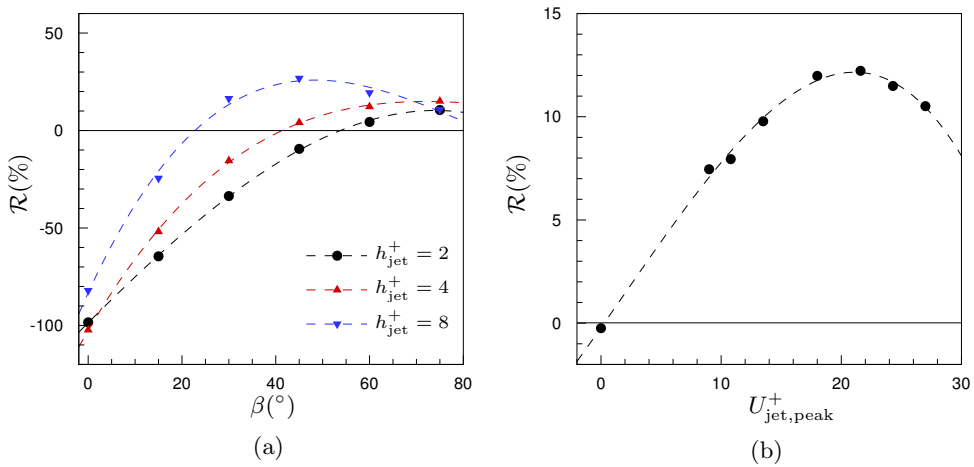 50
0
-50
-100
R(%)
0
20
40
60
80
β(°)
h⁺jet = 2
h⁺jet = 4
h⁺jet = 8
(a)
15
10
5
0
R(%)
0
10
20
30
U⁺jet,peak
(b)